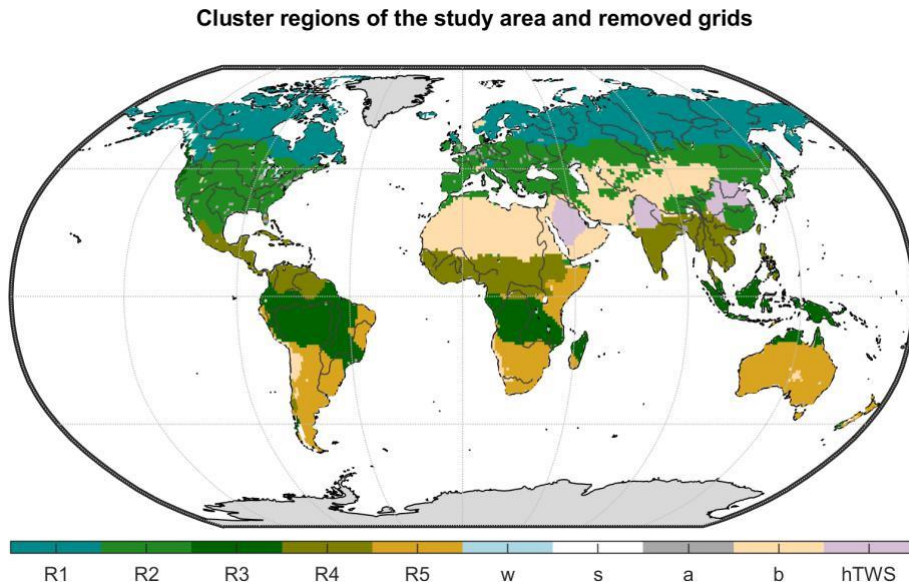 Cluster regions of the study area and removed grids
R1 R2 R3 R4 R5 w s a b hTWS